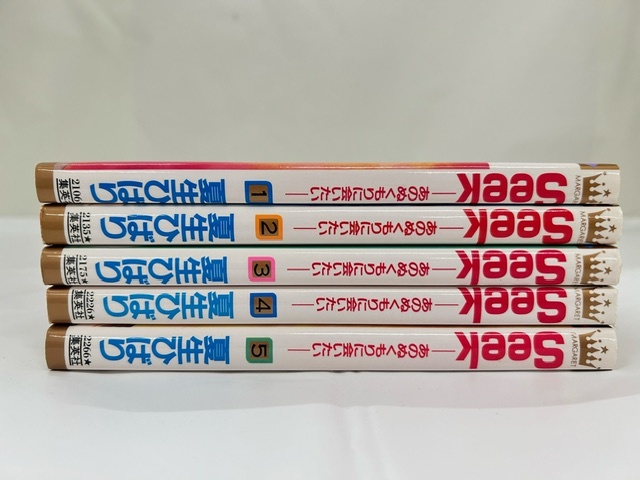 MARGARET Seek ―あのぬくもりに会いたい― 1 夏生ひばり 2100★集英社
MARGARET Seek ―あのぬくもりに会いたい― 2 夏生ひばり 2135★集英社
MARGARET Seek ―あのぬくもりに会いたい― 3 夏生ひばり 2175★集英社
MARGARET Seek ―あのぬくもりに会いたい― 4 夏生ひばり 2226★集英社
MARGARET Seek ―あのぬくもりに会いたい― 5 夏生ひばり 2266★集英社